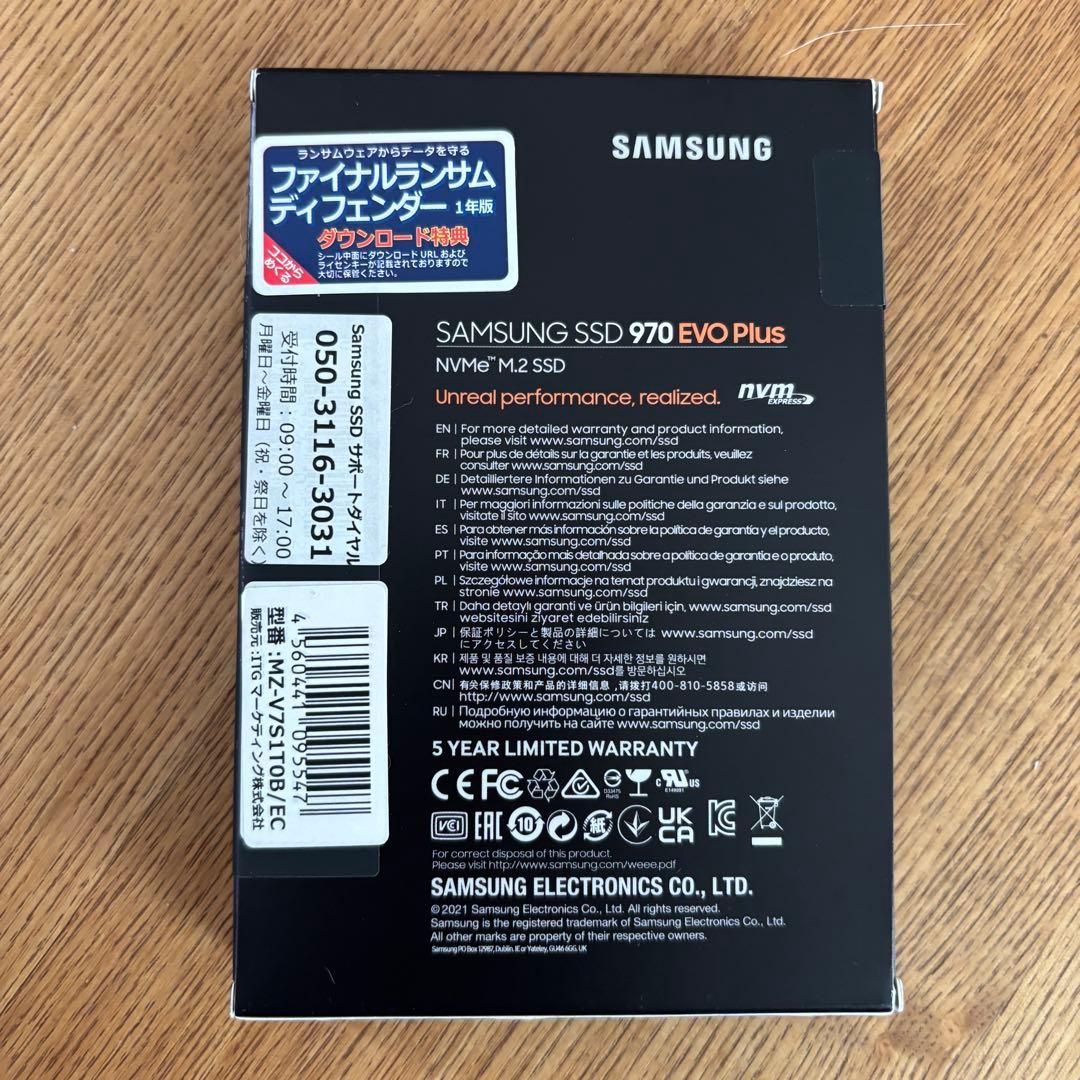 ランサムウェアからデータを守る
ファイナルランサム
ディフェンダー 1年版
ダウンロード特典
シール中面にダウンロードURLおよび
ライセンスキーが記載されておりますので
大切に保管ください。
ココから
めくる
Samsung SSD サポートダイヤル
050-3116-3031
受付時間:09:00~17:00
月曜日~金曜日(祝・祭日を除く)
4 560441 095547
型番:MZ-V7S1T0B/EC
販売元:ITGマーケティング株式会社
SAMSUNG
SAMSUNG SSD 970 EVO Plus
NVMe™ M.2 SSD
Unreal performance, realized.
nvm
EXPRESS
EN | For more detailed warranty and product information,
please visit www.samsung.com/ssd
FR | Pour plus de détails sur la garantie et les produits, veuillez
consulter www.samsung.com/ssd
DE | Detailliertere Informationen zu Garantie und Produkt siehe
www.samsung.com/ssd
IT | Per maggiori informazioni sulle politiche della garanzia e sul prodotto,
visitate il sito www.samsung.com/ssd
ES | Para obtener más información sobre la política de garantía y el producto,
visite www.samsung.com/ssd
PT | Para informação mais detalhada sobre a política de garantia e o produto,
visite www.samsung.com/ssd
PL | Szczegółowe informacje na temat produktu i gwarancji, znajdziesz na
stronie www.samsung.com/ssd
TR | Daha detaylı garanti ve ürün bilgileri için, www.samsung.com/ssd
websitesini ziyaret edebilirsiniz
JP | 保証ポリシーと製品の詳細については www.samsung.com/ssd
にアクセスしてください
KR | 제품 및 품질 보증 내용에 대해 더 자세한 정보를 원하시면
www.samsung.com/ssd를 방문하십시오
CN | 有关保修政策和产品的详细信息,请拨打400-810-5858或访问
http://www.samsung.com/ssd
RU | Подробную информацию о гарантийных правилах и изделии
можно получить на сайте www.samsung.com/ssd
5 YEAR LIMITED WARRANTY
CE FC D33475 RoHS c RU US E149091
VCI EAC 10 紙 UK CA
For correct disposal of this product.
Please visit http://www.samsung.com/weee.pdf
SAMSUNG ELECTRONICS CO., LTD.
© 2021 Samsung Electronics Co., Ltd. All rights reserved.
Samsung is the registered trademark of Samsung Electronics Co., Ltd.
All other marks are property of their respective owners.
Samsung PO Box 12987, Dublin. IE or Yateley, GU46 6GG. UK